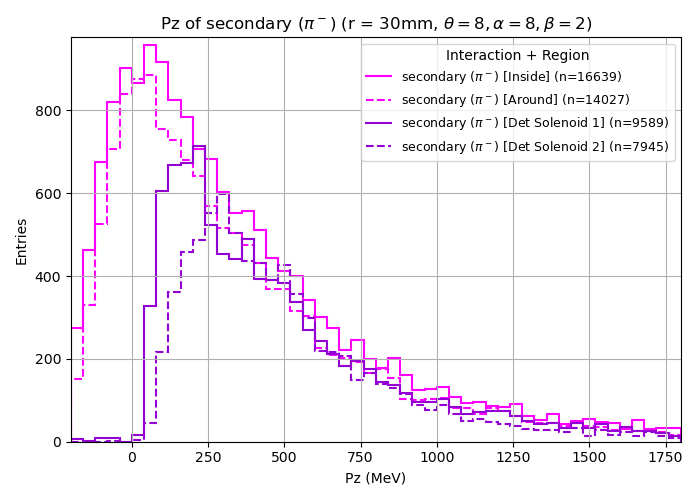 Pz of secondary (π⁻) (r = 30mm, θ = 8, α = 8, β = 2)
Interaction + Region
secondary (π⁻) [Inside] (n=16639)
secondary (π⁻) [Around] (n=14027)
secondary (π⁻) [Det Solenoid 1] (n=9589)
secondary (π⁻) [Det Solenoid 2] (n=7945)
Entries
800
600
400
200
0
0 250 500 750 1000 1250 1500 1750
Pz (MeV)